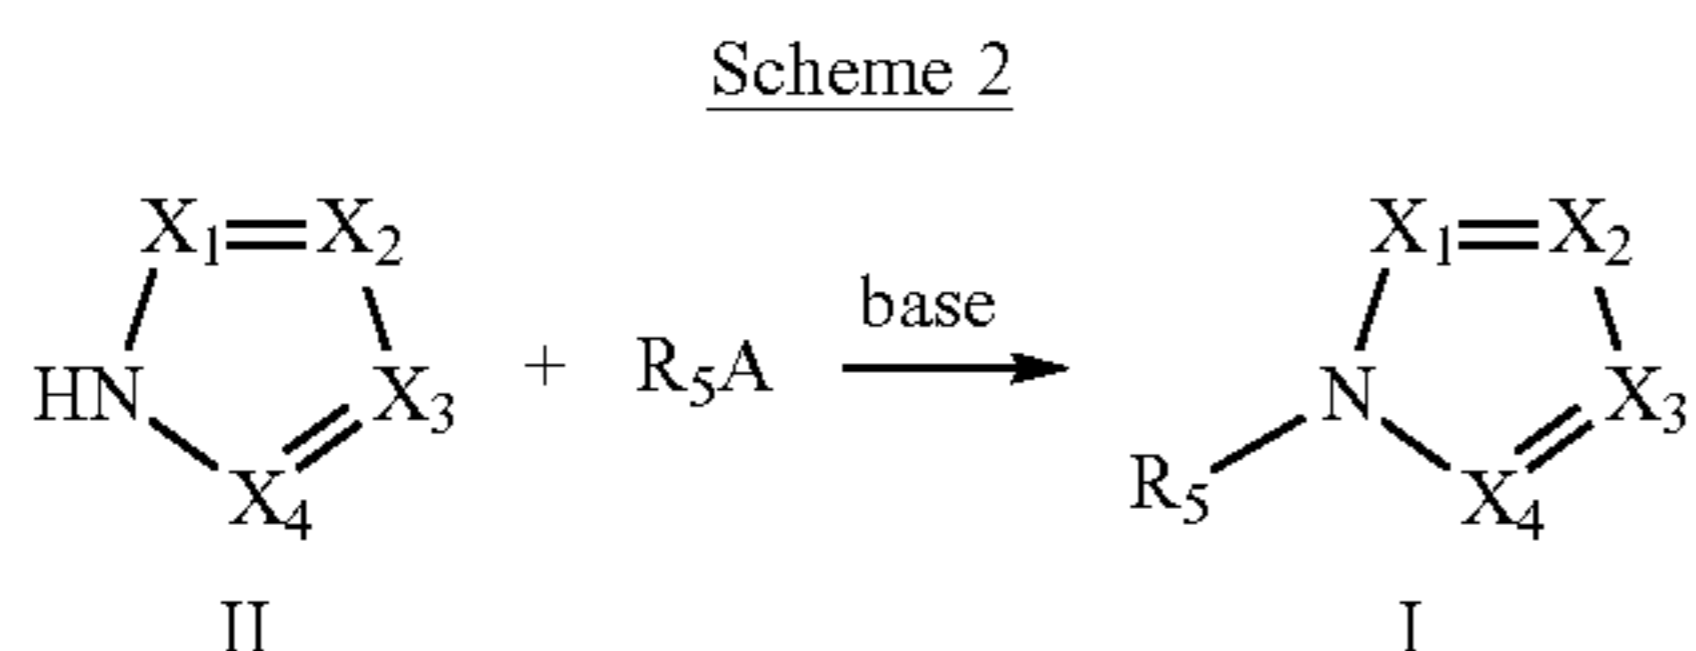 Scheme 2
X1=X2
HN
X3
X4
II
+ R5A
base
X1=X2
N
X3
R5
X4
I